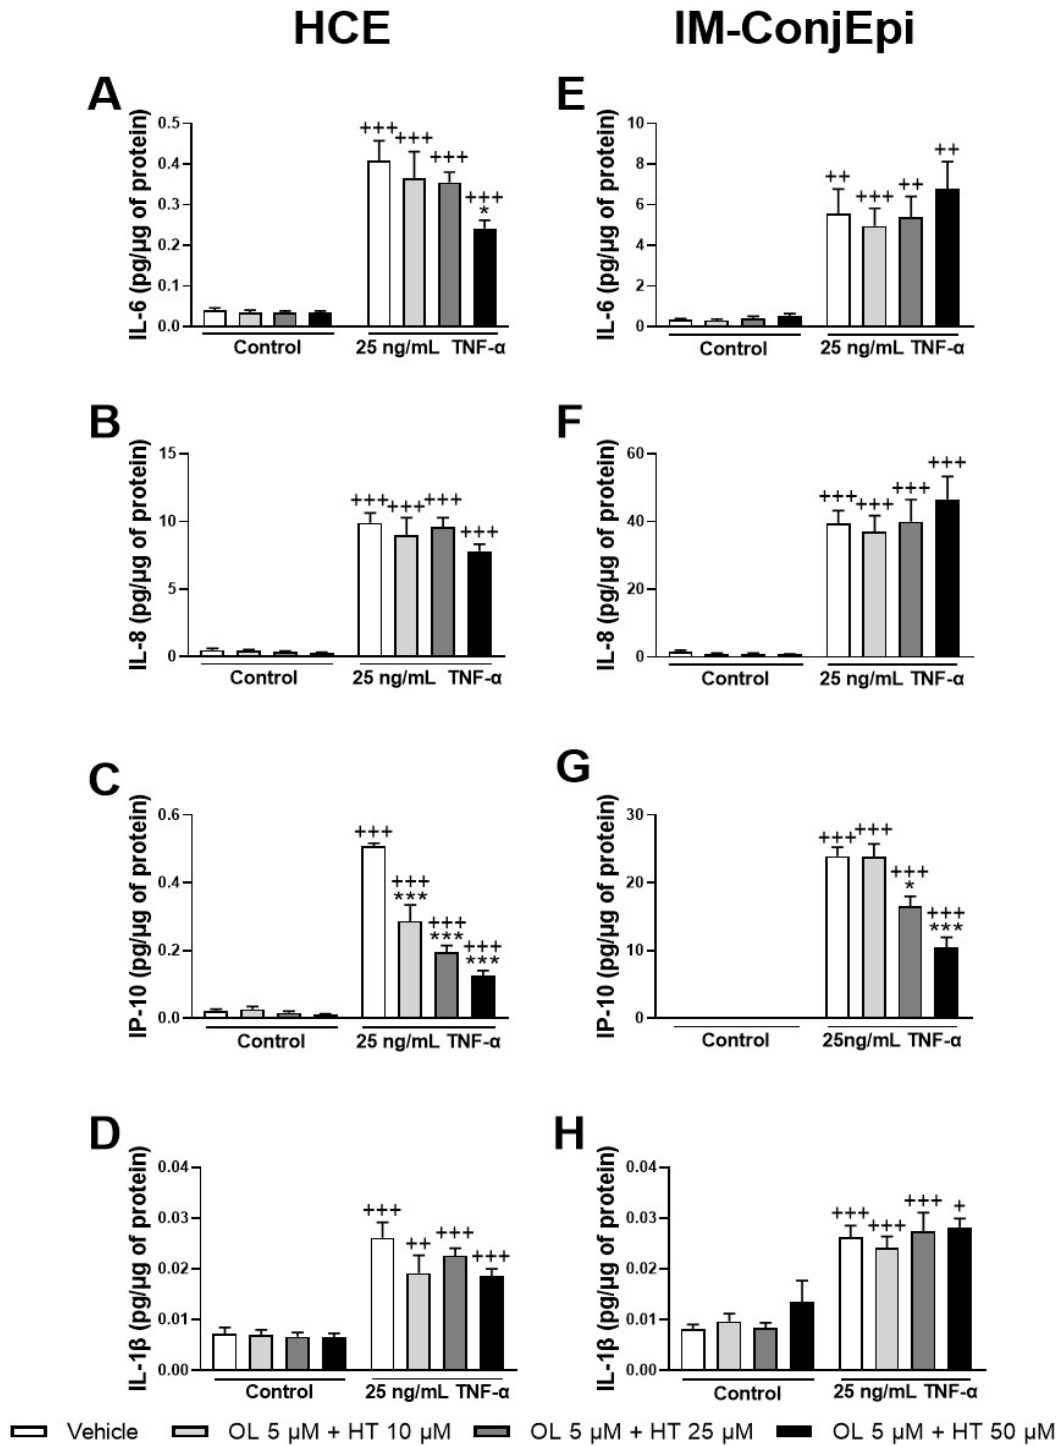 HCE
IM-ConjEpi
A
IL-6 (pg/µg of protein)
0.5
0.4
0.3
0.2
0.1
0.0
+++
+++
+++
+++
*
Control
25 ng/mL TNF-α
E
IL-6 (pg/µg of protein)
10
8
6
4
2
0
++
+++
++
++
Control
25 ng/mL TNF-α
B
IL-8 (pg/µg of protein)
15
10
5
0
+++
+++
+++
+++
Control
25 ng/mL TNF-α
F
IL-8 (pg/µg of protein)
60
40
20
0
+++
+++
+++
+++
Control
25 ng/mL TNF-α
C
IP-10 (pg/µg of protein)
0.6
0.4
0.2
0.0
+++
+++
***
+++
***
+++
***
Control
25 ng/mL TNF-α
G
IP-10 (pg/µg of protein)
30
20
10
0
+++
+++
+++
*
+++
***
Control
25ng/mL TNF-α
D
IL-1β (pg/µg of protein)
0.04
0.03
0.02
0.01
0.00
+++
++
+++
+++
Control
25 ng/mL TNF-α
H
IL-1β (pg/µg of protein)
0.04
0.03
0.02
0.01
0.00
+++
+++
+++
+
Control
25 ng/mL TNF-α
Vehicle
OL 5 µM + HT 10 µM
OL 5 µM + HT 25 µM
OL 5 µM + HT 50 µM